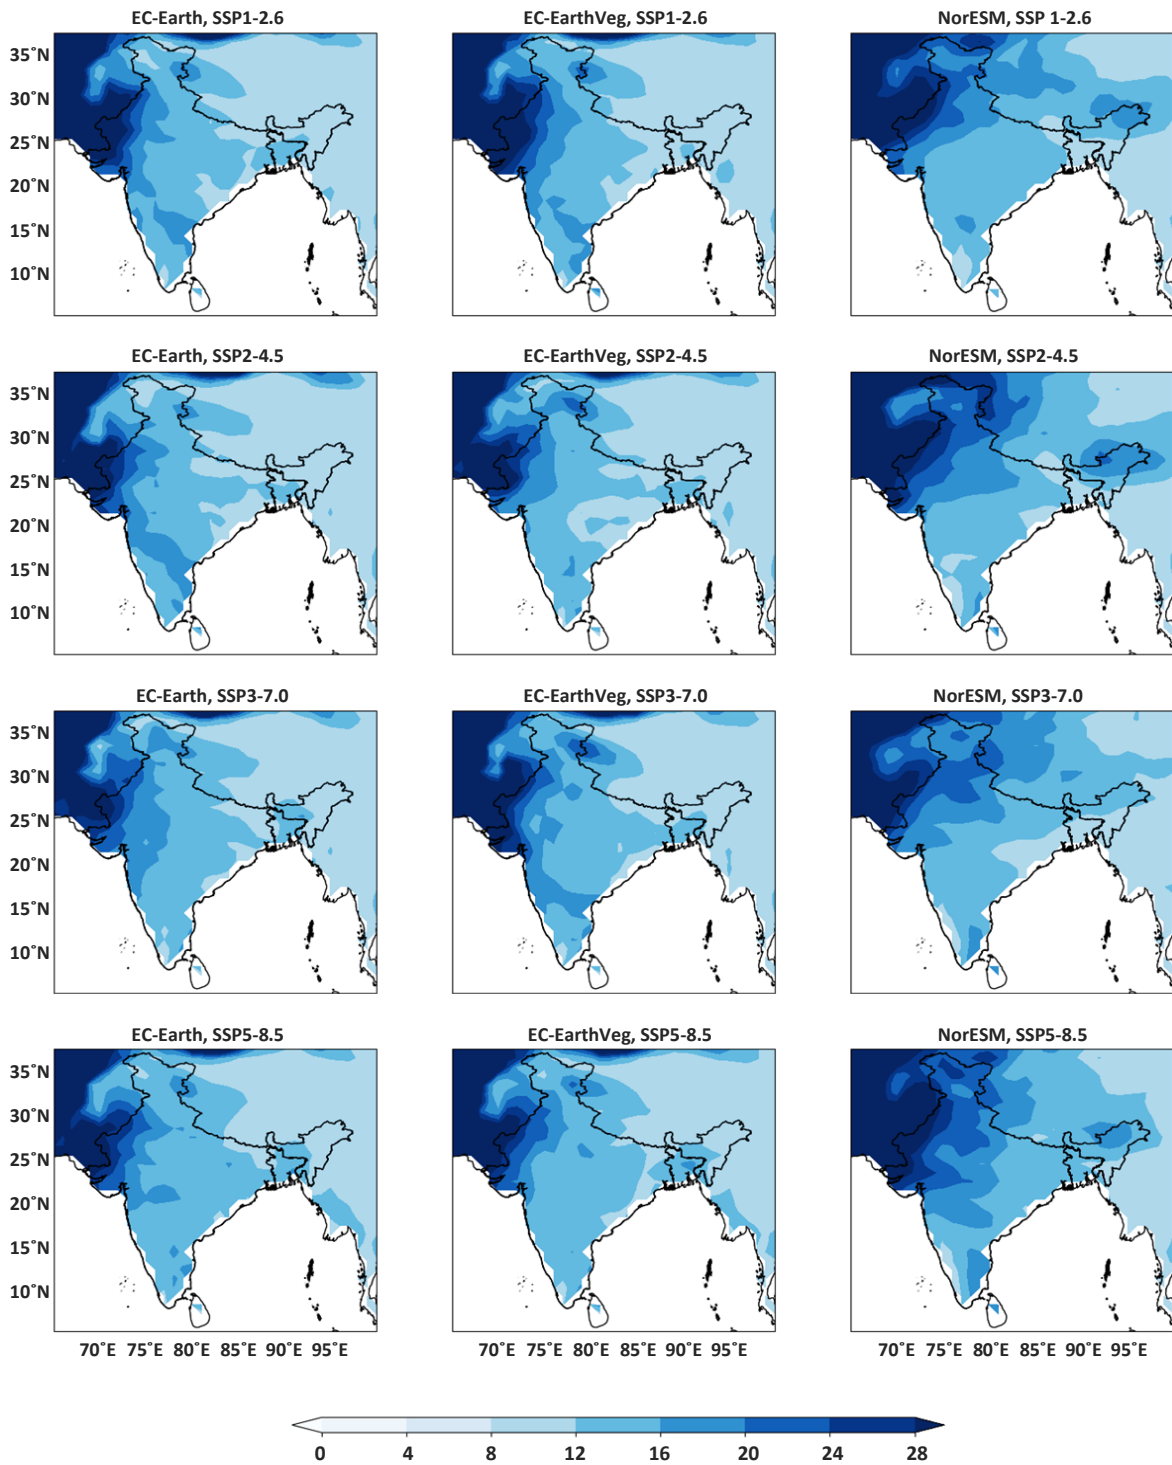 EC-Earth, SSP1-2.6 EC-EarthVeg, SSP1-2.6 NorESM, SSP 1-2.6
35˚N
30˚N
25˚N
20˚N
15˚N
10˚N
EC-Earth, SSP2-4.5 EC-EarthVeg, SSP2-4.5 NorESM, SSP2-4.5
35˚N
30˚N
25˚N
20˚N
15˚N
10˚N
EC-Earth, SSP3-7.0 EC-EarthVeg, SSP3-7.0 NorESM, SSP3-7.0
35˚N
30˚N
25˚N
20˚N
15˚N
10˚N
EC-Earth, SSP5-8.5 EC-EarthVeg, SSP5-8.5 NorESM, SSP5-8.5
35˚N
30˚N
25˚N
20˚N
15˚N
10˚N
70˚E 75˚E 80˚E 85˚E 90˚E 95˚E 70˚E 75˚E 80˚E 85˚E 90˚E 95˚E 70˚E 75˚E 80˚E 85˚E 90˚E 95˚E
0 4 8 12 16 20 24 28